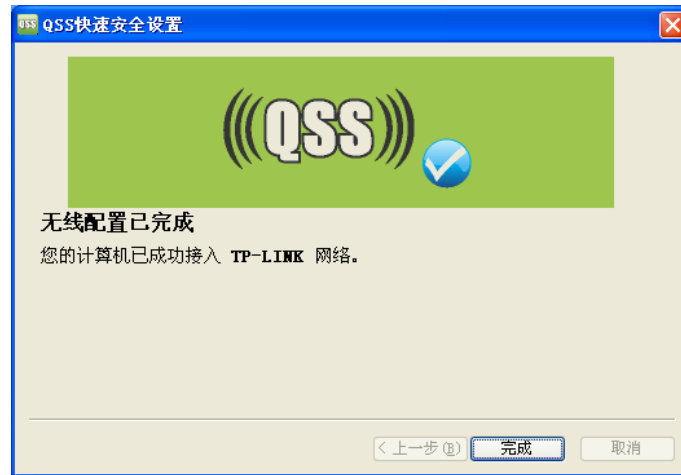 QSS QSS快速安全设置
(((QSS)))
无线配置已完成
您的计算机已成功接入 TP-LINK 网络。
< 上一步(B) 完成 取消